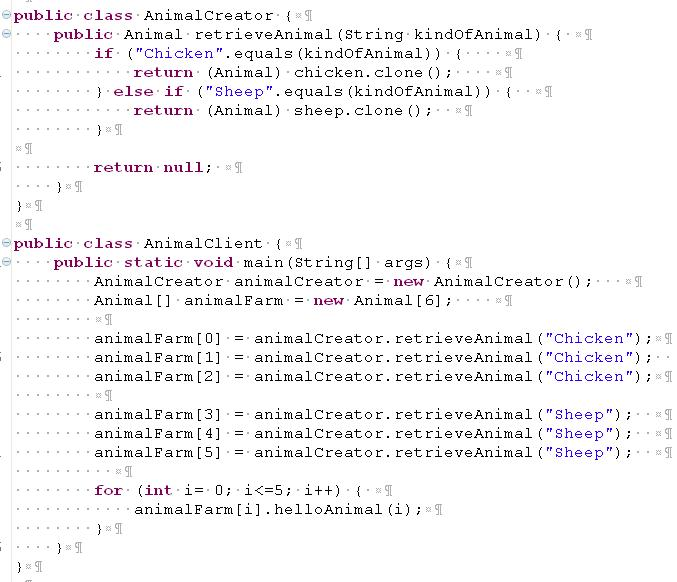 public class AnimalCreator {
    public Animal retrieveAnimal(String kindOfAnimal) {
        if ("Chicken".equals(kindOfAnimal)) {
            return (Animal) chicken.clone();
        } else if ("Sheep".equals(kindOfAnimal)) {
            return (Animal) sheep.clone();
        }

        return null;
    }
}

public class AnimalClient {
    public static void main(String[] args) {
        AnimalCreator animalCreator = new AnimalCreator();
        Animal[] animalFarm = new Animal[6];

        animalFarm[0] = animalCreator.retrieveAnimal("Chicken");
        animalFarm[1] = animalCreator.retrieveAnimal("Chicken");
        animalFarm[2] = animalCreator.retrieveAnimal("Chicken");

        animalFarm[3] = animalCreator.retrieveAnimal("Sheep");
        animalFarm[4] = animalCreator.retrieveAnimal("Sheep");
        animalFarm[5] = animalCreator.retrieveAnimal("Sheep");

        for (int i= 0; i<=5; i++) {
            animalFarm[i].helloAnimal(i);
        }
    }
}